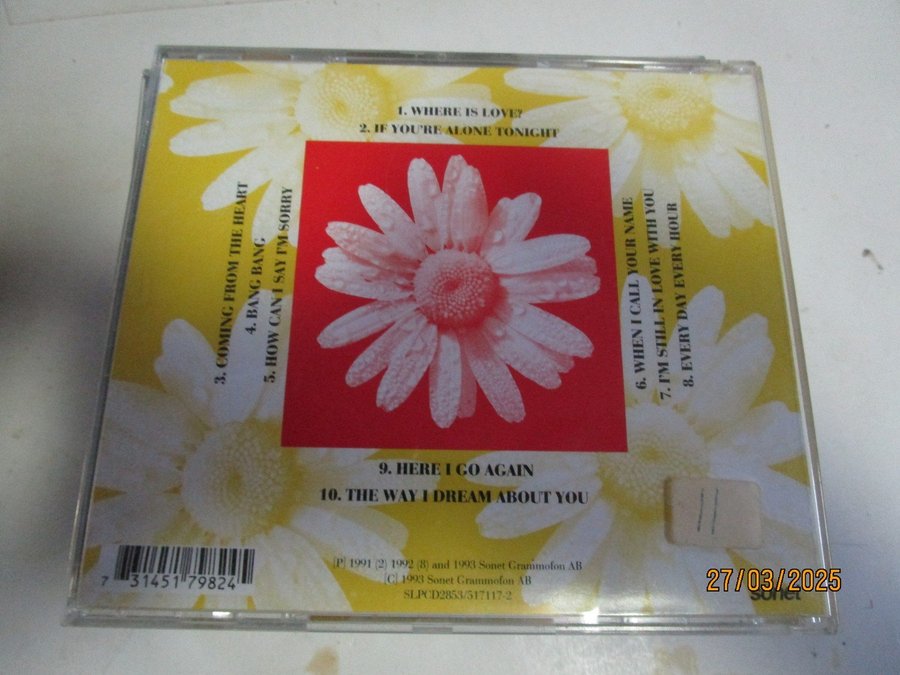 1. WHERE IS LOVE?
2. IF YOU'RE ALONE TONIGHT
3. COMING FROM THE HEART
4. BANG BANG
5. HOW CAN I SAY I'M SORRY
6. WHEN I CALL YOUR NAME
7. I'M STILL IN LOVE WITH YOU
8. EVERY DAY EVERY HOUR
9. HERE I GO AGAIN
10. THE WAY I DREAM ABOUT YOU
[P] 1991 (2) 1992 (8) and 1993 Sonet Grammofon AB
[C] 1993 Sonet Grammofon AB
SLPCD2853/517117-2
7 31451 79824
11
27/03/2025
sonet